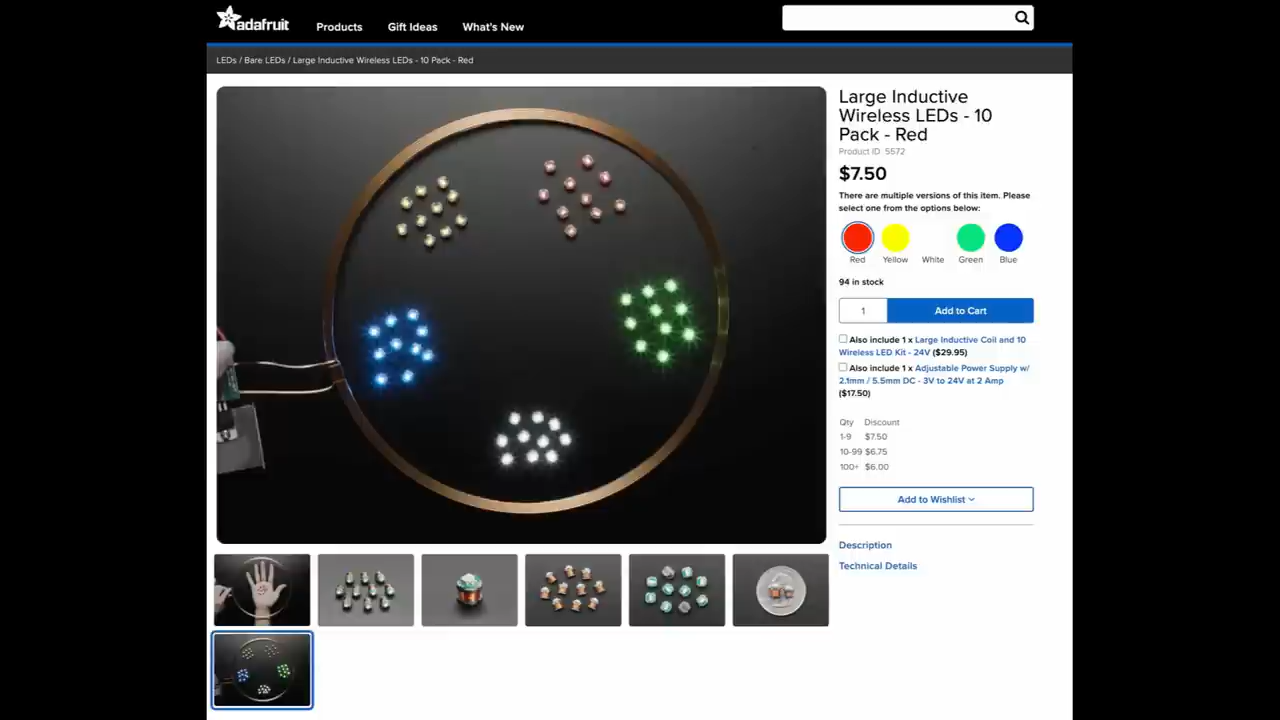 adafruit
Products Gift Ideas What's New
LEDs / Bare LEDs / Large Inductive Wireless LEDs - 10 Pack - Red
Large Inductive
Wireless LEDs - 10
Pack - Red
Product ID 5572
$7.50
There are multiple versions of this item. Please
select one from the options below:
Red Yellow White Green Blue
94 in stock
1 Add to Cart
Also include 1 x Large Inductive Coil and 10
Wireless LED Kit - 24V ($29.95)
Also include 1 x Adjustable Power Supply w/
2.1mm / 5.5mm DC - 3V to 24V at 2 Amp
($17.50)
Qty Discount
1-9 $7.50
10-99 $6.75
100+ $6.00
Add to Wishlist
Description
Technical Details